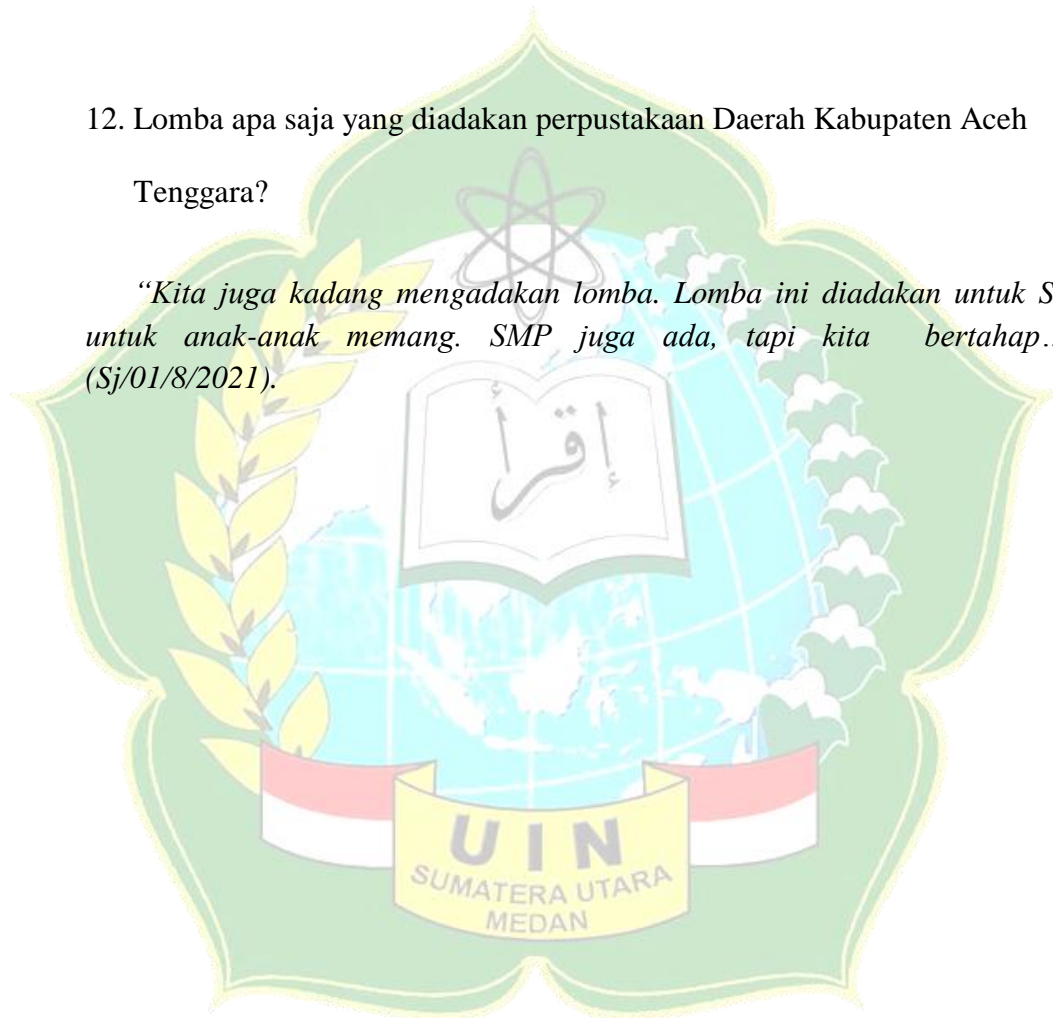 12. Lomba apa saja yang diadakan perpustakaan Daerah Kabupaten Aceh
Tenggara?
“Kita juga kadang mengadakan lomba. Lomba ini diadakan untuk
untuk anak-anak memang. SMP juga ada, tapi kita bertahap..
(Sj/01/8/2021).
إقرأ
UIN
SUMATERA UTARA
MEDAN